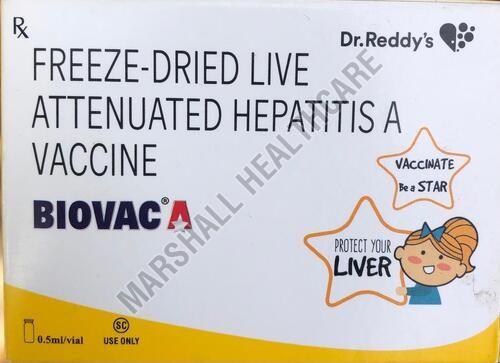 Rx
Dr.Reddy's
FREEZE-DRIED LIVE
ATTENUATED HEPATITIS A
VACCINE
BIOVAC® A
VACCINATE
Be a STAR
PROTECT YOUR
LIVER
0.5ml/vial
SC
USE ONLY
MARSHALL HEALTHCARE